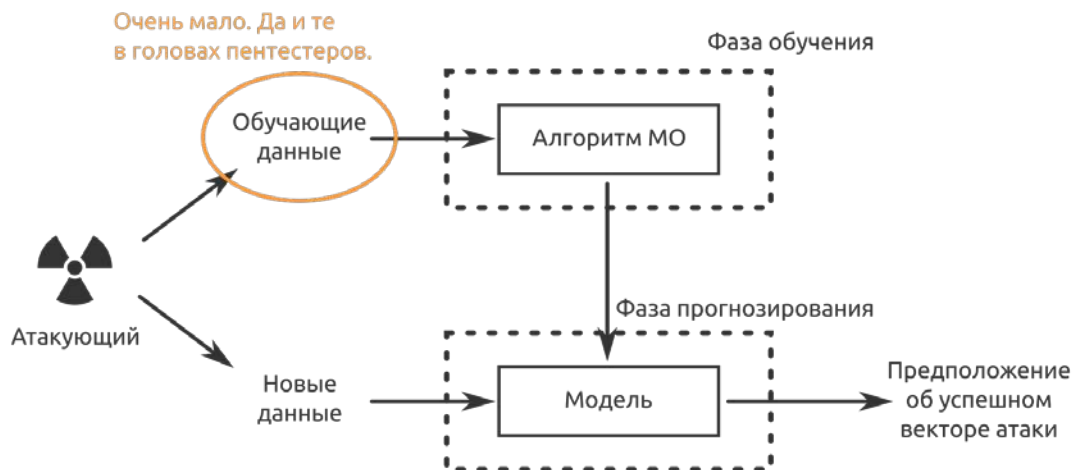 Очень мало. Да и те
в головах пентестеров.
Фаза обучения
Обучающие
данные
Алгоритм МО
Атакующий
Фаза прогнозирования
Новые
данные
Модель
Предположение
об успешном
векторе атаки